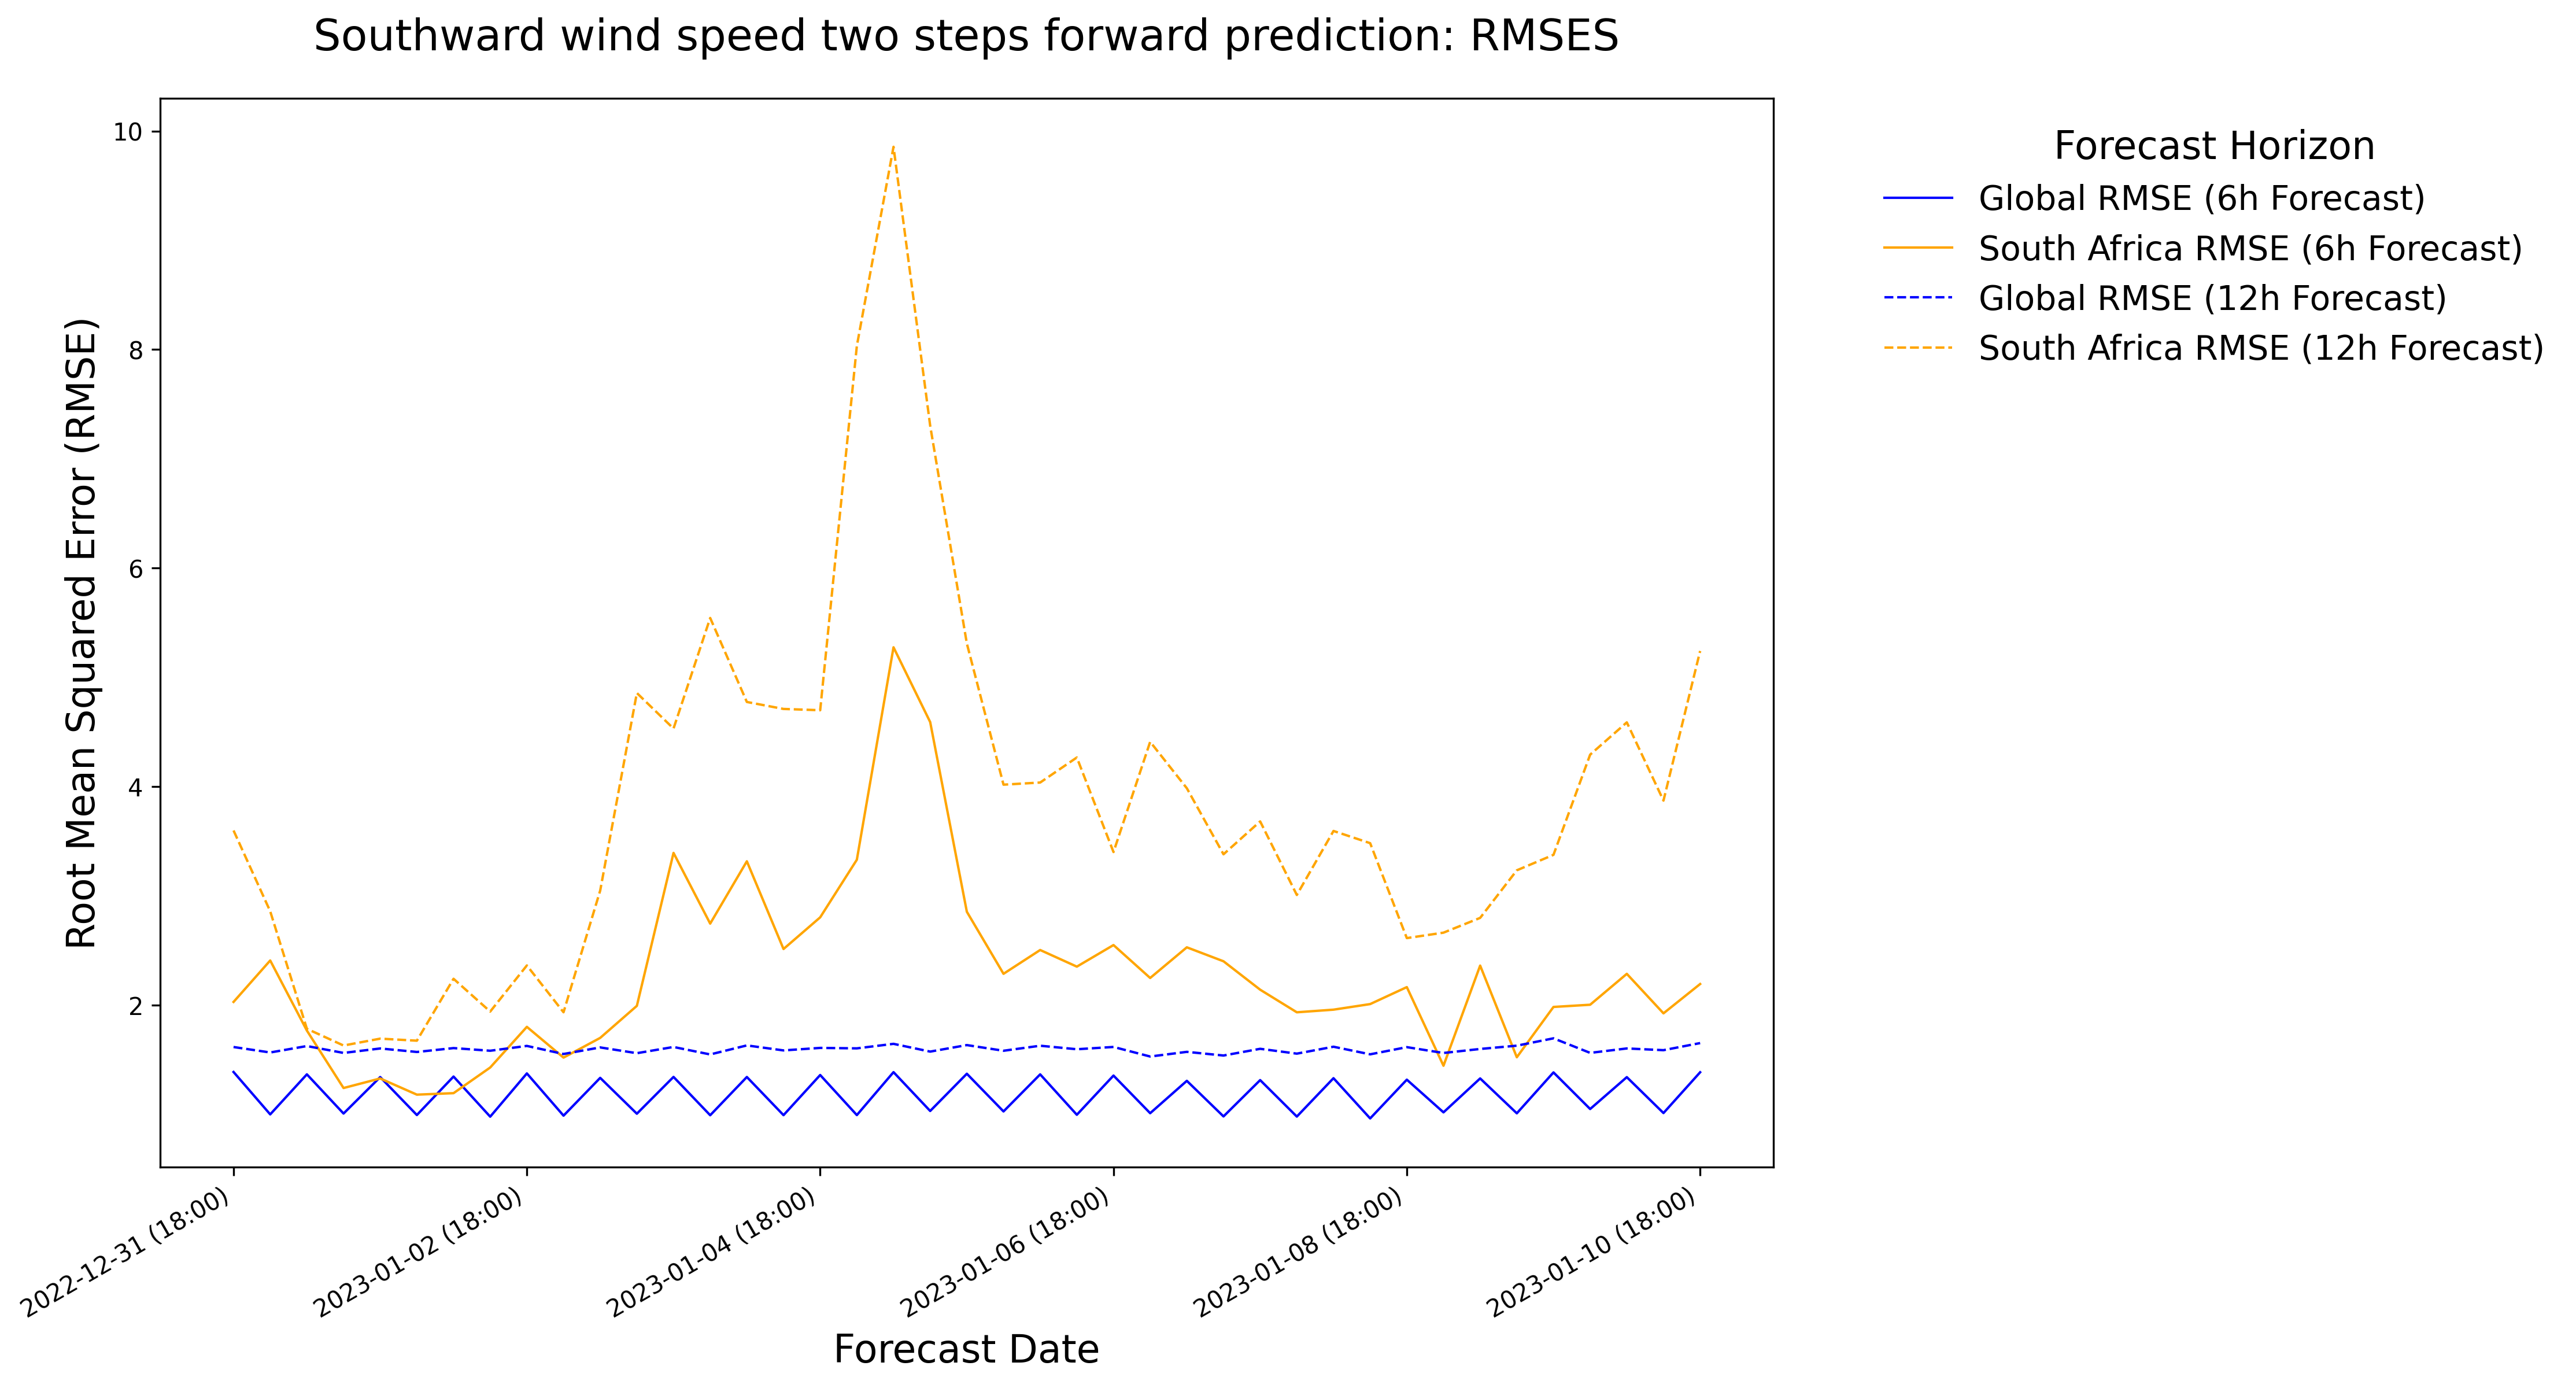 Southward wind speed two steps forward prediction: RMSES
Root Mean Squared Error (RMSE)
10
8
6
4
2
2022-12-31 (18:00)
2023-01-02 (18:00)
2023-01-04 (18:00)
2023-01-06 (18:00)
2023-01-08 (18:00)
2023-01-10 (18:00)
Forecast Date
Forecast Horizon
Global RMSE (6h Forecast)
South Africa RMSE (6h Forecast)
Global RMSE (12h Forecast)
South Africa RMSE (12h Forecast)